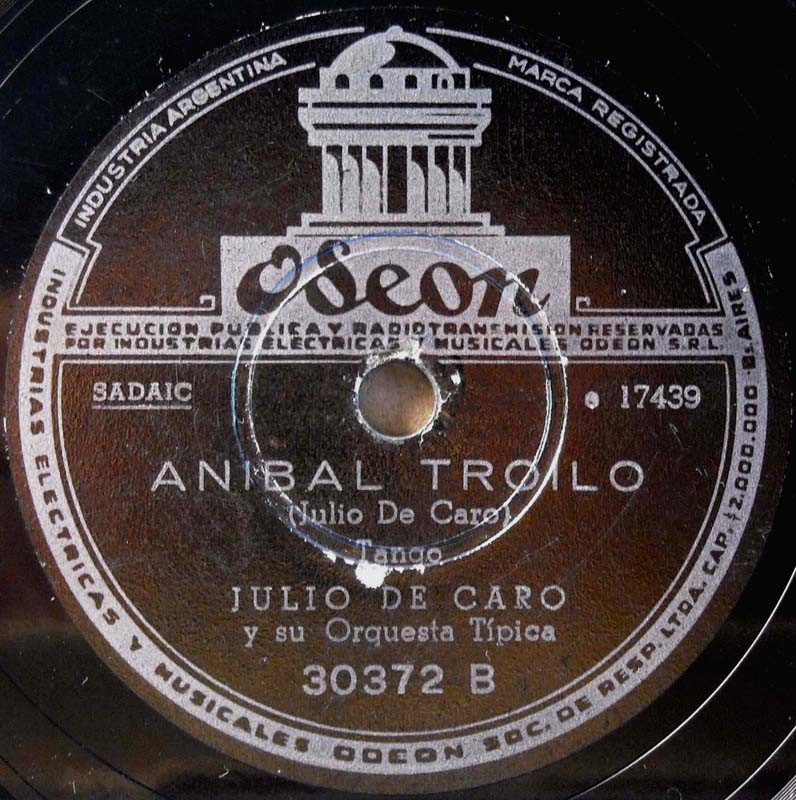 INDUSTRIA ARGENTINA
MARCA REGISTRADA
Odeon
EJECUCION PUBLICA Y RADIOTRANSMISION RESERVADAS
POR INDUSTRIAS ELECTRICAS Y MUSICALES ODEON S.R.L.
SADAIC
e 17439
ANIBAL TROILO
(Julio De Caro)
Tango
JULIO DE CARO
y su Orquesta Típica
30372 B
INDUSTRIAS ELECTRICAS Y MUSICALES ODEON SOC. DE RESP. LTDA. CAP. $2.000.000 Bs. AIRES